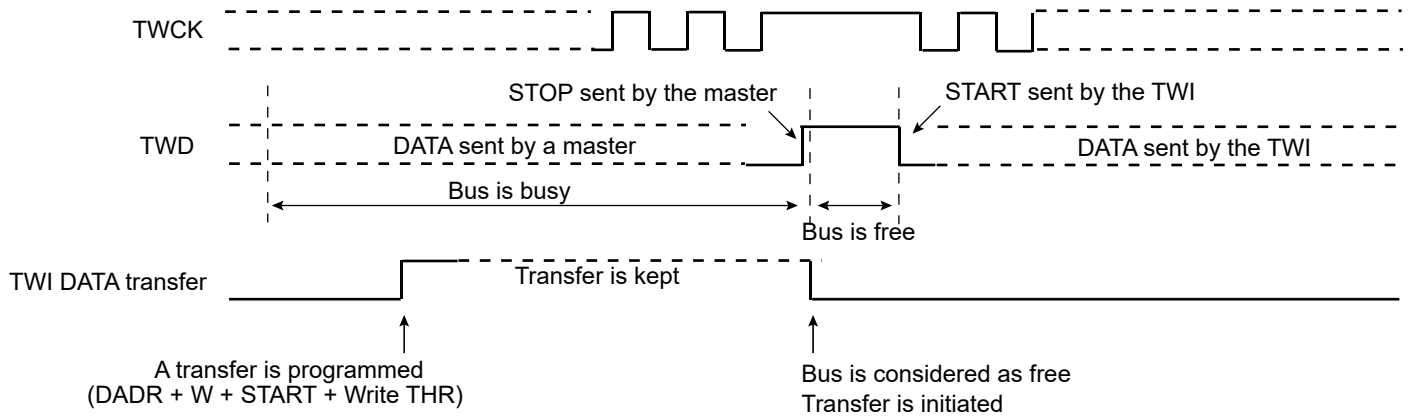 TWCK
STOP sent by the master
START sent by the TWI
TWD
DATA sent by a master
DATA sent by the TWI
Bus is busy
Bus is free
TWI DATA transfer
Transfer is kept
A transfer is programmed
(DADR + W + START + Write THR)
Bus is considered as free
Transfer is initiated